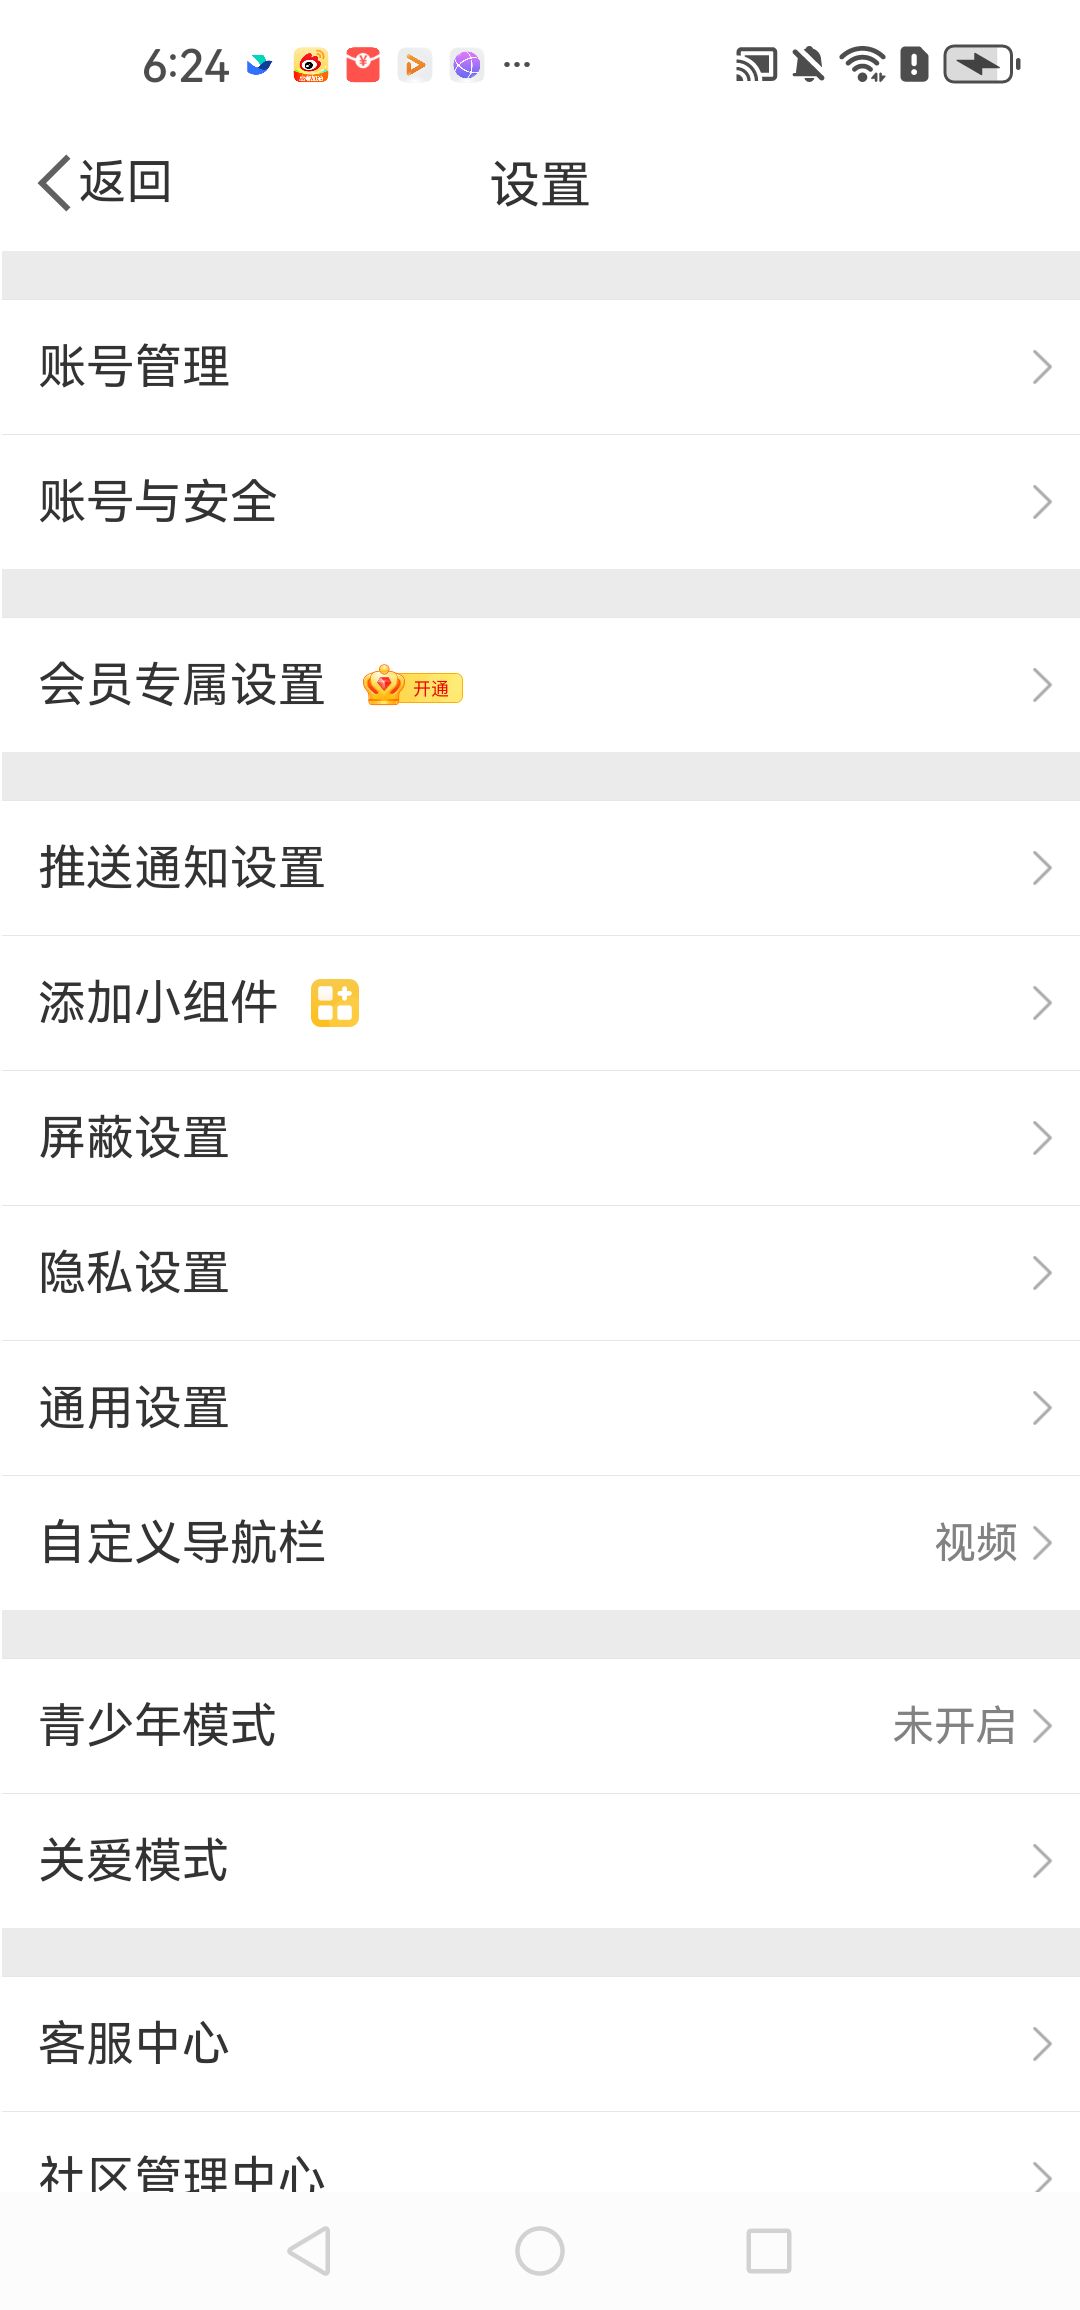 6:24
返回
设置
账号管理
账号与安全
会员专属设置 开通
推送通知设置
添加小组件
屏蔽设置
隐私设置
通用设置
自定义导航栏 视频
青少年模式 未开启
关爱模式
客服中心
社区管理中心